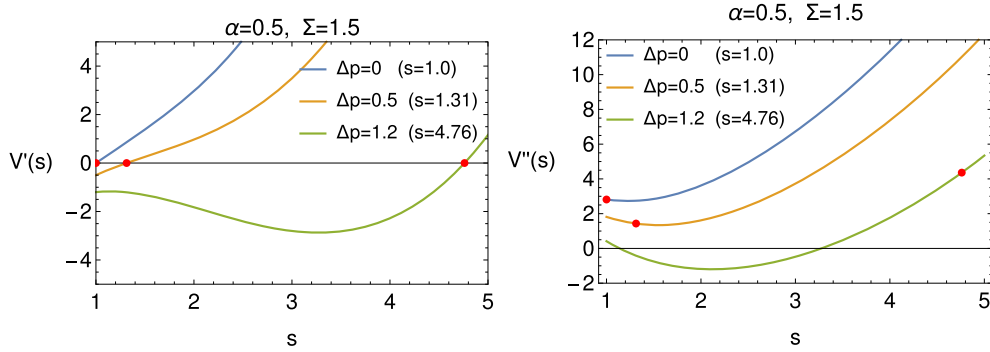 α=0.5, Σ=1.5
V'(s)
4
2
0
−2
−4
Δp=0 (s=1.0)
Δp=0.5 (s=1.31)
Δp=1.2 (s=4.76)
1 2 3 4 5
s
α=0.5, Σ=1.5
V''(s)
12
10
8
6
4
2
0
−2
Δp=0 (s=1.0)
Δp=0.5 (s=1.31)
Δp=1.2 (s=4.76)
1 2 3 4 5
s